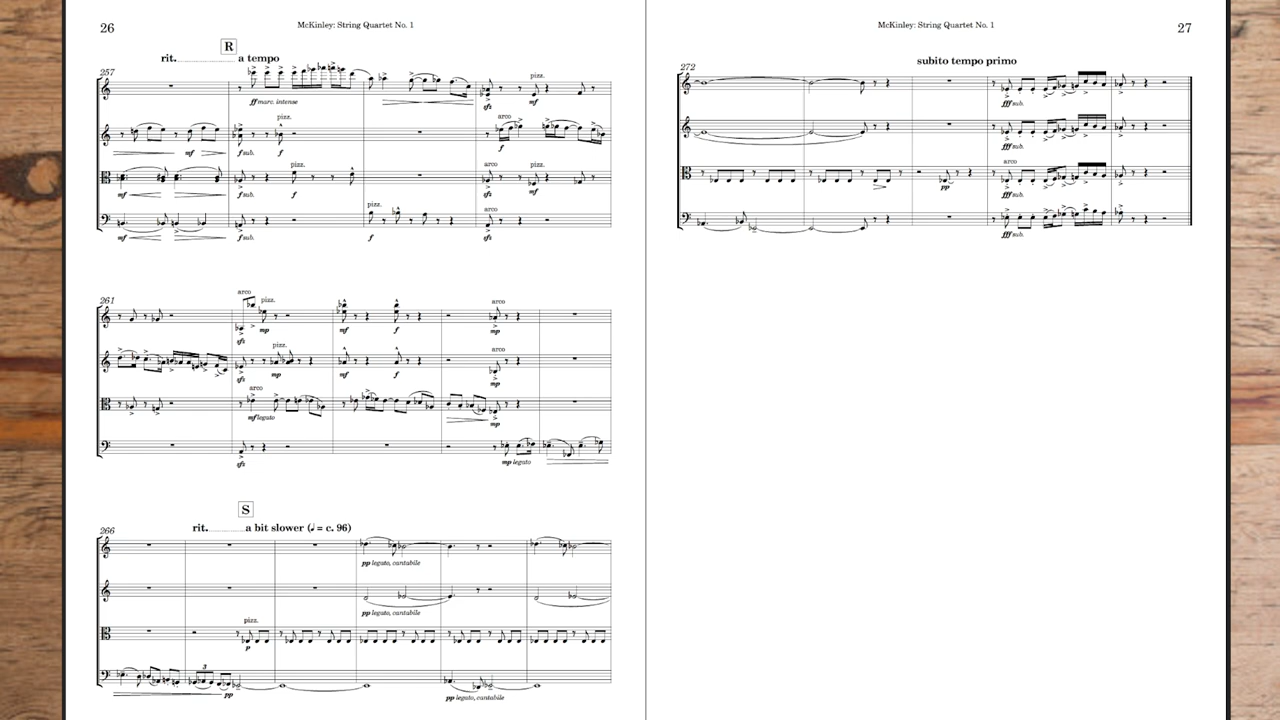 26
McKinley: String Quartet No. 1
R
rit. a tempo
257
pizz.
ff marc. intense
sfz
mf
pizz.
arco
mf
f sub.
f
f
pizz.
arco
pizz.
mf
f sub.
f
sfz
mf
pizz.
arco
mf
f sub.
f
sfz
261
arco
pizz.
arco
sfz
mp
mf
f
mp
pizz.
arco
sfz
mp
mf
f
mp
arco
mf legato
mp
sfz
mp legato
S
266
rit. a bit slower (♩ = c. 96)
pp legato, cantabile
pp legato, cantabile
pizz.
p
3
pp
pp legato, cantabile
McKinley: String Quartet No. 1
27
subito tempo primo
272
fff sub.
fff sub.
arco
pp
fff sub.
fff sub.